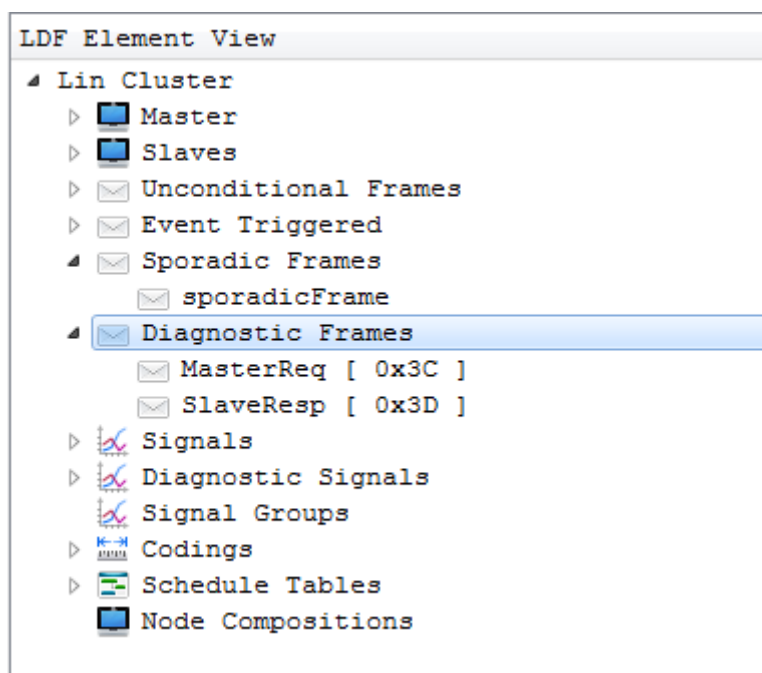 LDF Element View
Lin Cluster
Master
Slaves
Unconditional Frames
Event Triggered
Sporadic Frames
sporadicFrame
Diagnostic Frames
MasterReq [ 0x3C ]
SlaveResp [ 0x3D ]
Signals
Diagnostic Signals
Signal Groups
Codings
Schedule Tables
Node Compositions